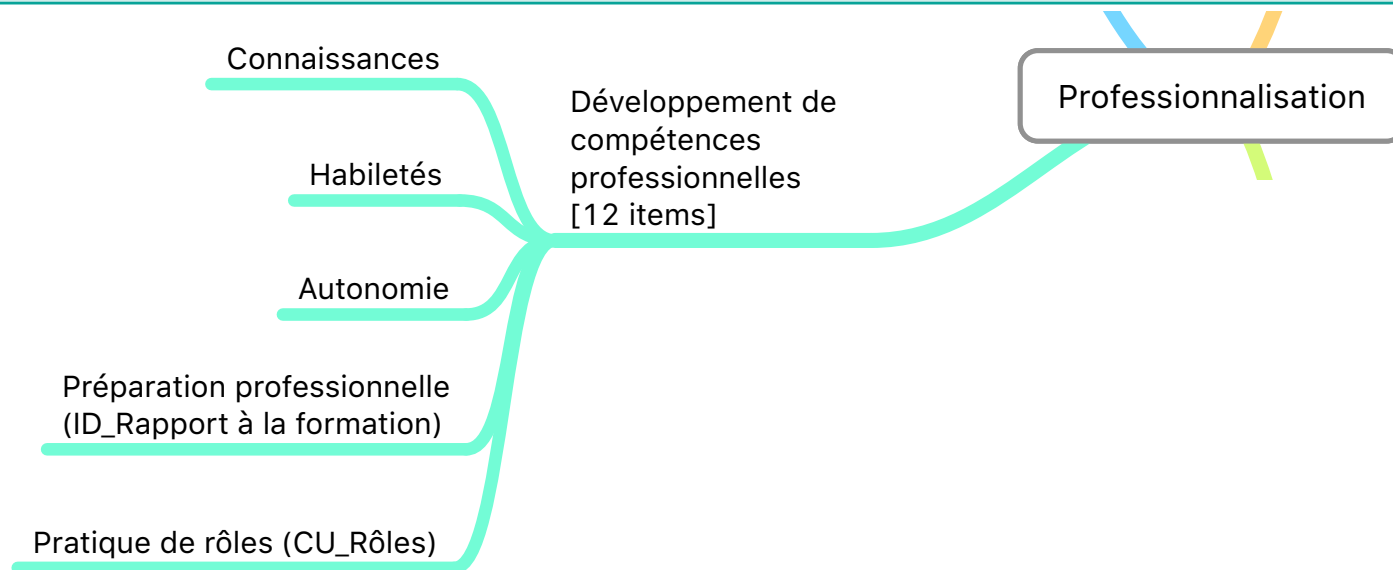 Connaissances
Habiletés
Autonomie
Préparation professionnelle
(ID_Rapport à la formation)
Pratique de rôles (CU_Rôles)
Développement de
compétences
professionnelles
[12 items]
Professionnalisation